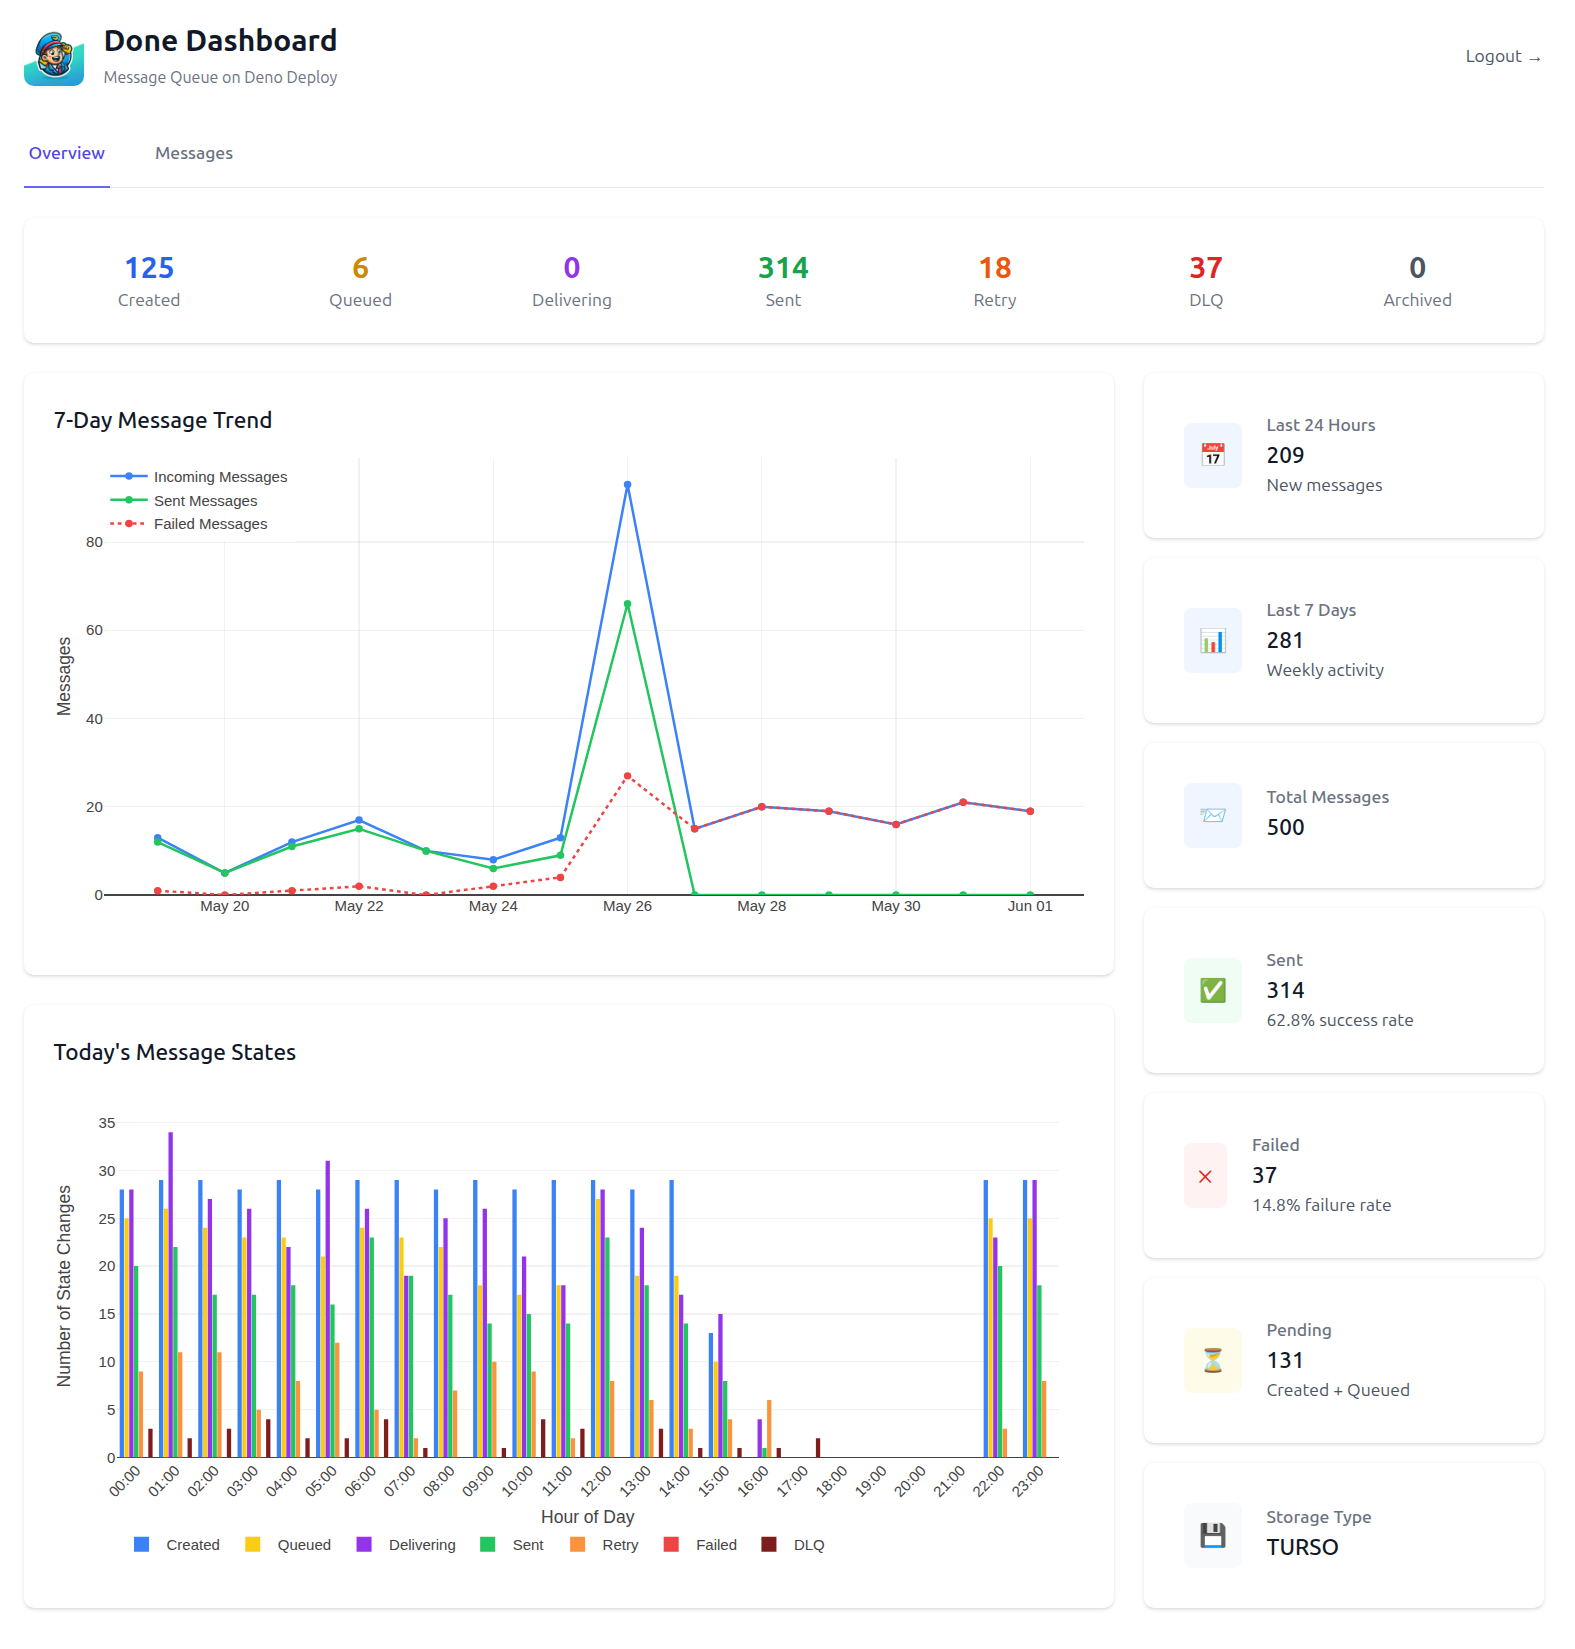 Done Dashboard
Message Queue on Deno Deploy
Logout →
Overview
Messages
125
Created
6
Queued
0
Delivering
314
Sent
18
Retry
37
DLQ
0
Archived
7-Day Message Trend
Incoming Messages
Sent Messages
Failed Messages
Messages
80
60
40
20
0
May 20
May 22
May 24
May 26
May 28
May 30
Jun 01
Today's Message States
Number of State Changes
35
30
25
20
15
10
5
0
00:00
01:00
02:00
03:00
04:00
05:00
06:00
07:00
08:00
09:00
10:00
11:00
12:00
13:00
14:00
15:00
16:00
17:00
18:00
19:00
20:00
21:00
22:00
23:00
Hour of Day
Created
Queued
Delivering
Sent
Retry
Failed
DLQ
Last 24 Hours
209
New messages
Last 7 Days
281
Weekly activity
Total Messages
500
Sent
314
62.8% success rate
Failed
37
14.8% failure rate
Pending
131
Created + Queued
Storage Type
TURSO